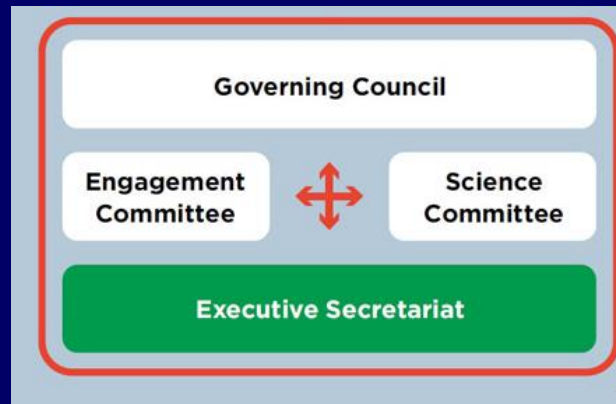 Governing Council
Engagement
Committee
Science
Committee
Executive Secretariat